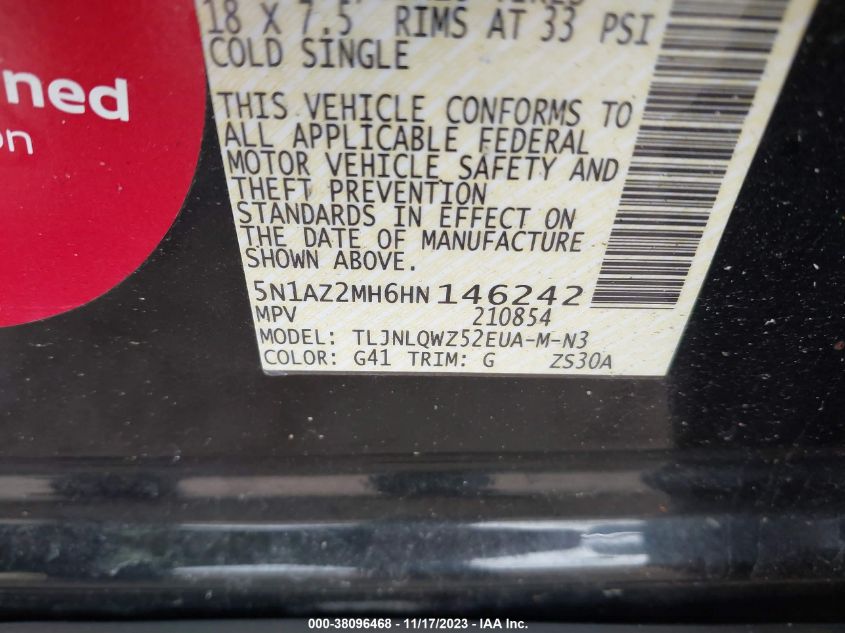 18 X 7.5 RIMS AT 33 PSI
COLD SINGLE
THIS VEHICLE CONFORMS TO
ALL APPLICABLE FEDERAL
MOTOR VEHICLE SAFETY AND
THEFT PREVENTION
STANDARDS IN EFFECT ON
THE DATE OF MANUFACTURE
SHOWN ABOVE.
5N1AZ2MH6HN 146242
MPV 210854
MODEL: TLJNLQWZ52EUA-M-N3
COLOR: G41 TRIM: G ZS30A
000-38096468 - 11/17/2023 - IAA Inc.